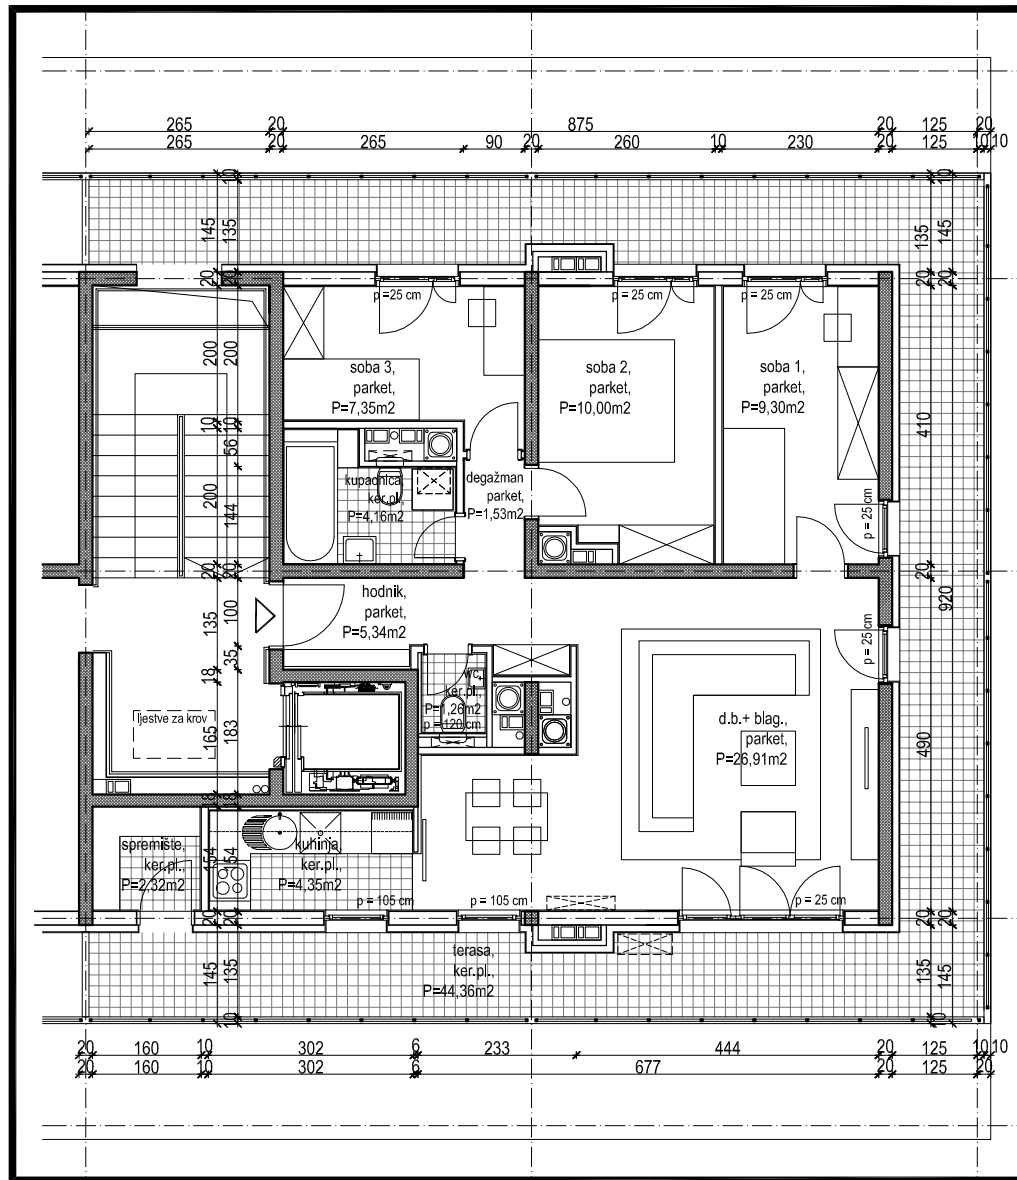 265 20 875 20 125 20
265 20 265 90 20 260 10 230 20 125 10 10
10 10
145 135 135 145
20 20 20 20
p =25 cm p =25 cm p =25 cm
200 200
soba 3,
parket,
P=7,35m2
soba 2,
parket,
P=10,00m2
soba 1,
parket,
P=9,30m2
10 10
56
410
200
144
kupaonica,
ker.pl.,
P=4,16m2
degažman
parket,
P=1,53m2
p = 25 cm
20 20 20
920
hodnik,
parket,
P=5,34m2
135 100
35
18
p = 25 cm
wc,
ker.pl.,
P=1,26m2
p = 120 cm
ljestve za krov
165 183
d.b.+ blag.,
parket,
P=26,91m2
490
18 18
spremište,
ker.pl.,
P=2,32m2
154 154
kuhinja,
ker.pl.,
P=4,35m2
p = 105 cm p = 105 cm p = 25 cm
20 20 20 20
terasa,
ker.pl.,
P=44,36m2
145 135 135 145
10 10
20 160 10 302 6 233 444 20 125 10 10
20 160 10 302 6 677 20 125 20